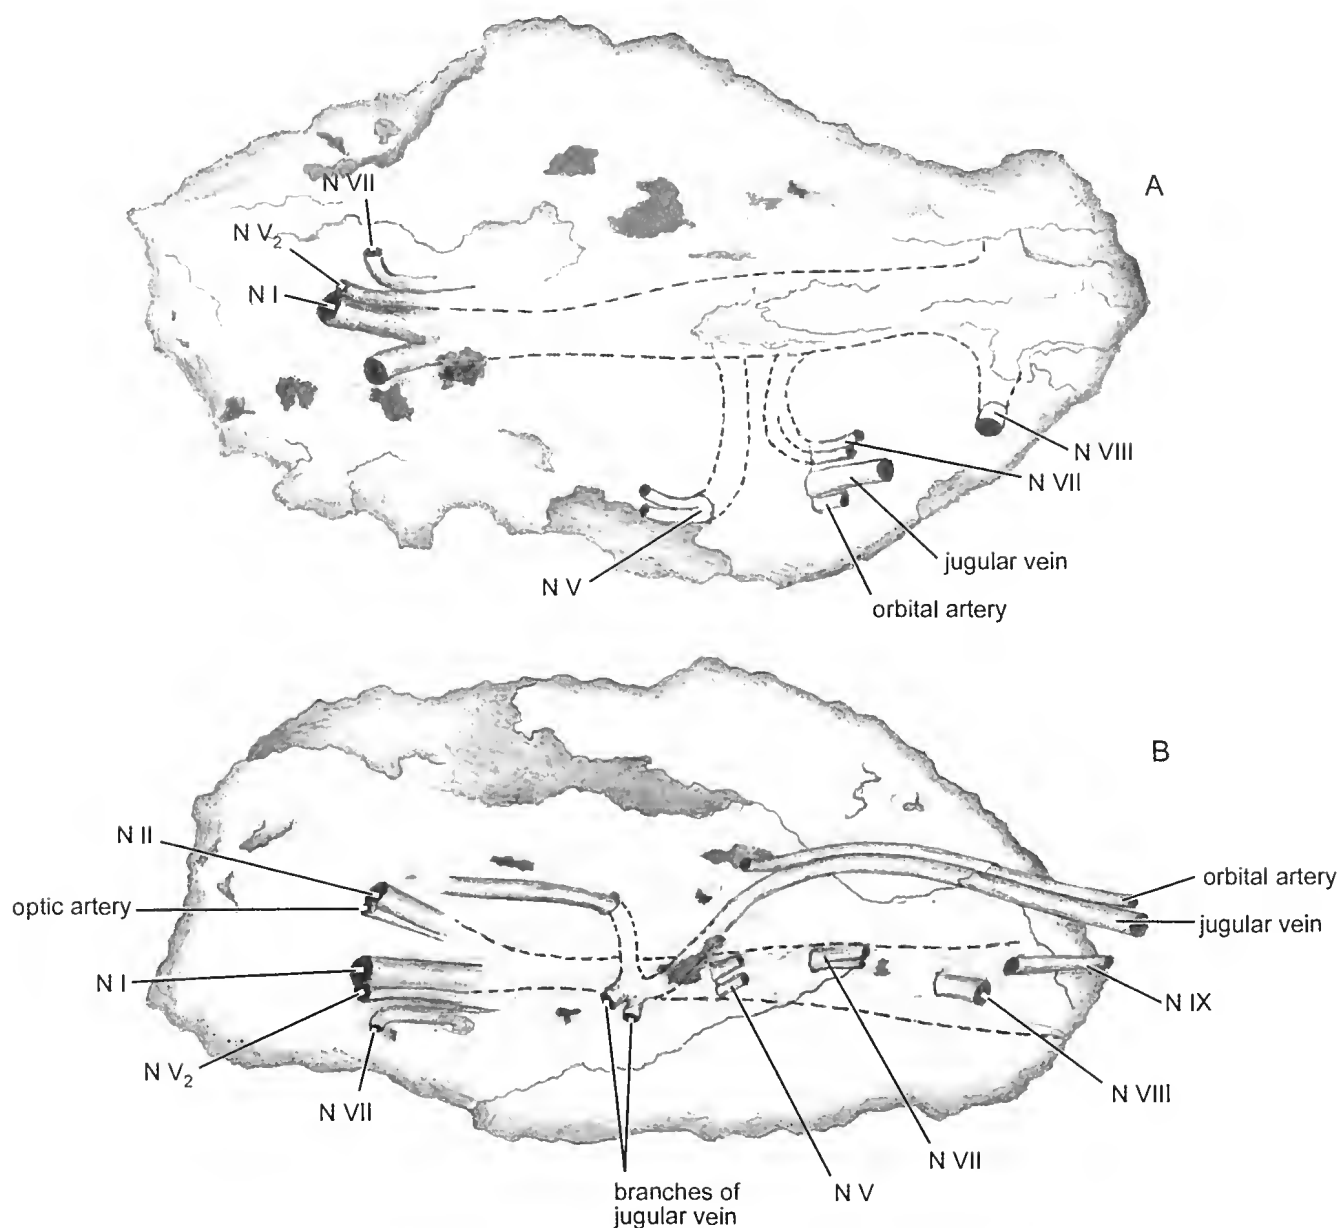 N VII
A
N V₂
N I
N VIII
N VII
jugular vein
N V
orbital artery
B
N II
orbital artery
optic artery
jugular vein
N I
N IX
N V₂
N VIII
N VII
N VII
N V
branches of
jugular vein